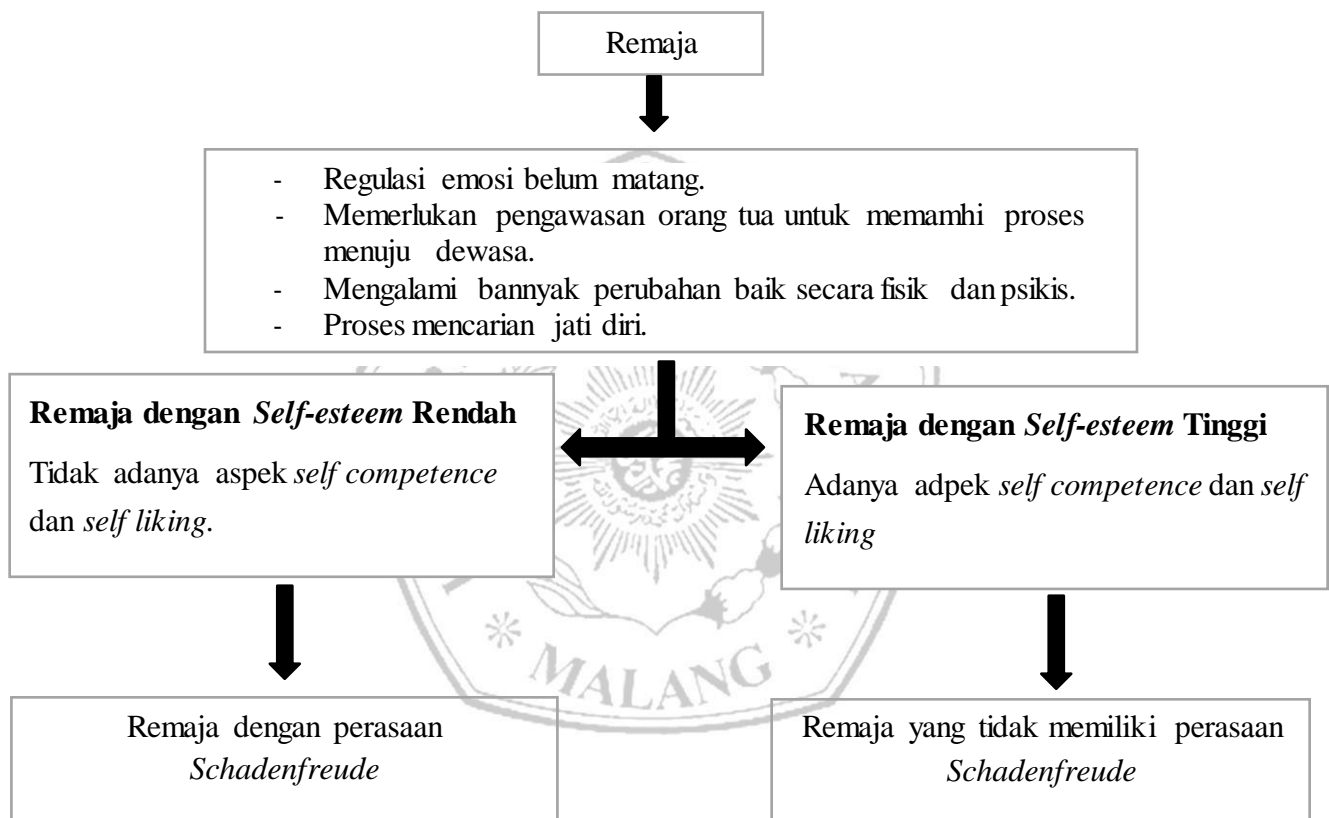 Remaja
- Regulasi emosi belum matang.
- Memerlukan pengawasan orang tua untuk memamhi proses
menuju dewasa.
- Mengalami bannyak perubahan baik secara fisik dan psikis.
- Proses mencarian jati diri.
Remaja dengan Self-esteem Rendah
Tidak adanya aspek self competence
dan self liking.
Remaja dengan Self-esteem Tinggi
Adanya adpek self competence dan self
liking
MALANG
Remaja dengan perasaan
Schadenfreude
Remaja yang tidak memiliki perasaan
Schadenfreude